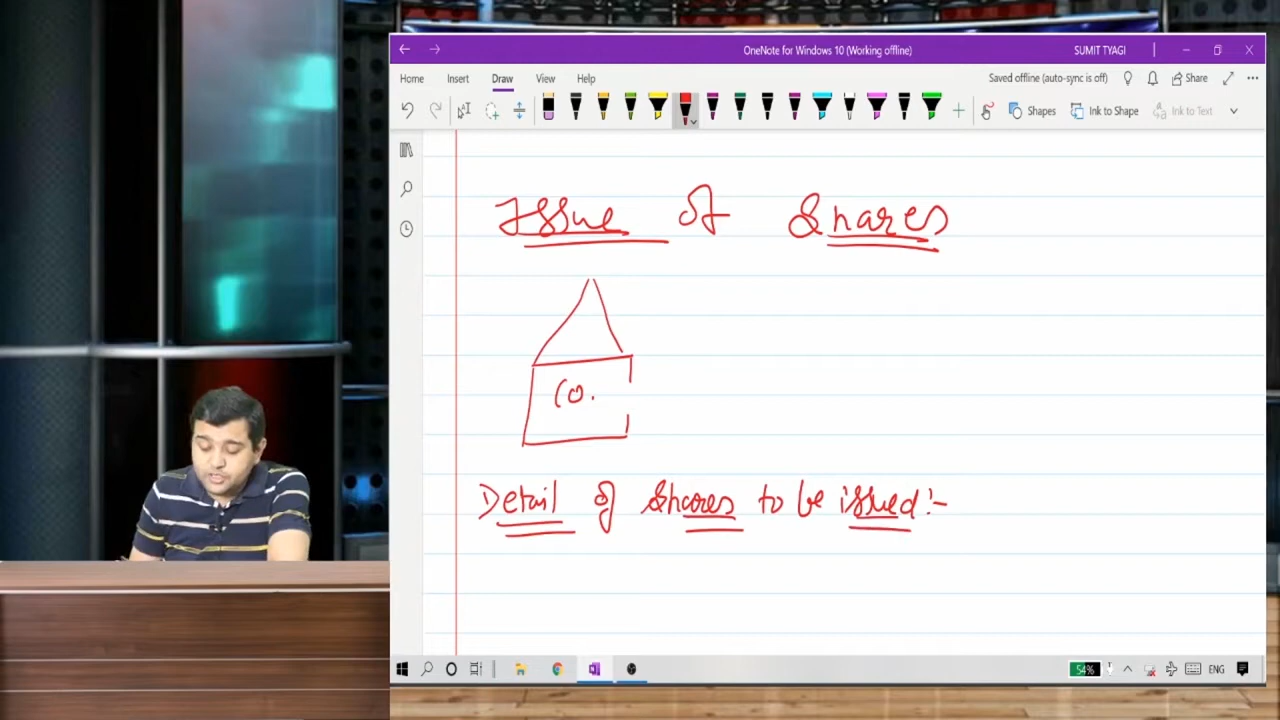 OneNote for Windows 10 (Working offline) SUMIT TYAGI
Home Insert Draw View Help Saved offline (auto-sync is off) Share
Shapes Ink to Shape Ink to Text
Issue of Shares
Co.
Detail of Shares to be issued :-
54% ENG